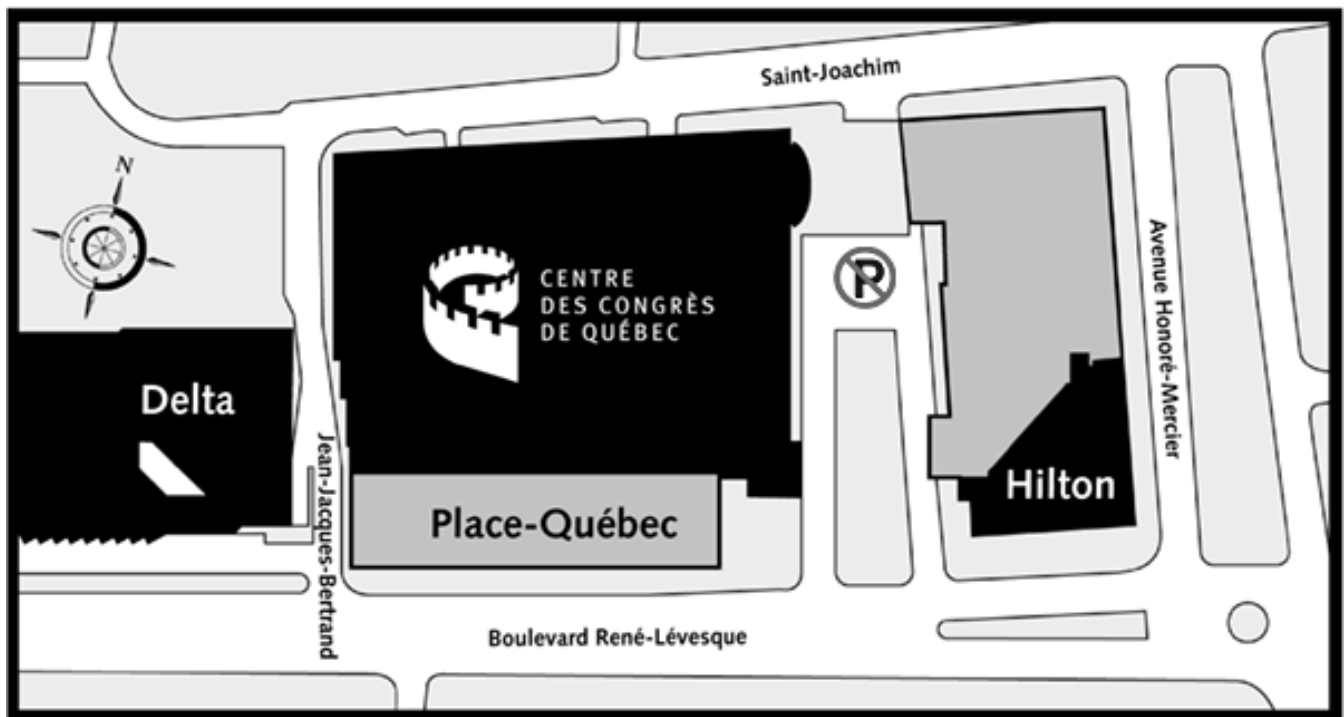 Saint-Joachim
N
CENTRE
DES CONGRÈS
DE QUÉBEC
P
Avenue Honoré-Mercier
Delta
Jean-Jacques-Bertrand
Hilton
Place-Québec
Boulevard René-Lévesque